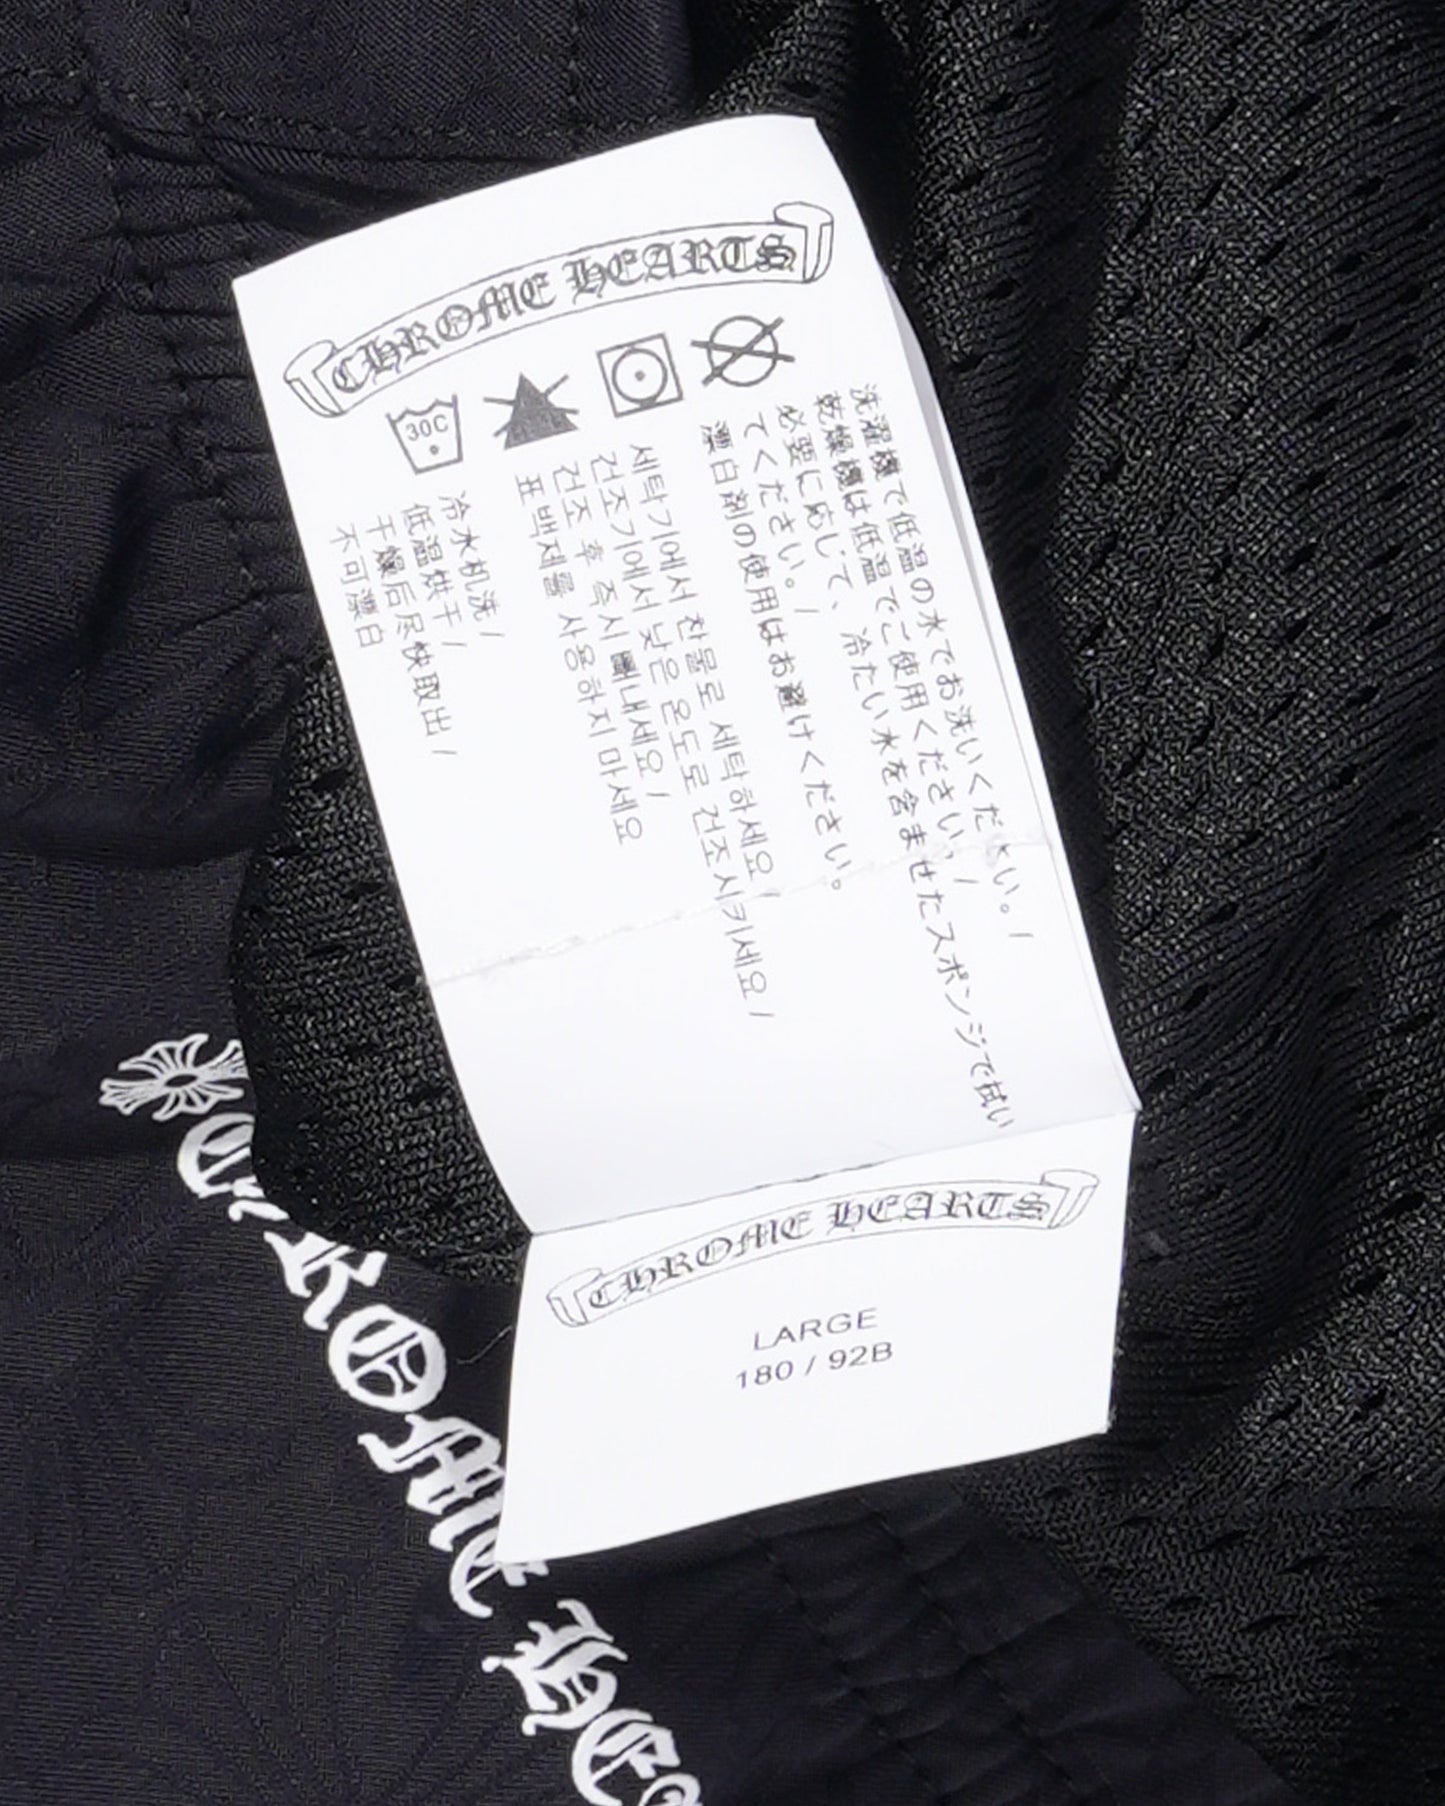 CHROME HEARTS
30C
洗濯機で低温の水でお洗いください。/
乾燥機は低温でご使用ください。/
必要に応じて、冷たい水を含ませたスポンジで拭い
てください。/
漂白剤の使用はお避けください。
세탁기에서 찬물로 세탁하세요 /
건조기에서 낮은 온도로 건조시키세요 /
건조 후 즉시 빼내세요 /
표백제를 사용하지 마세요
冷水机洗 /
低温烘干 /
干燥后尽快取出 /
不可漂白
CHROME HEARTS
LARGE
180 / 92B
CHROME HE